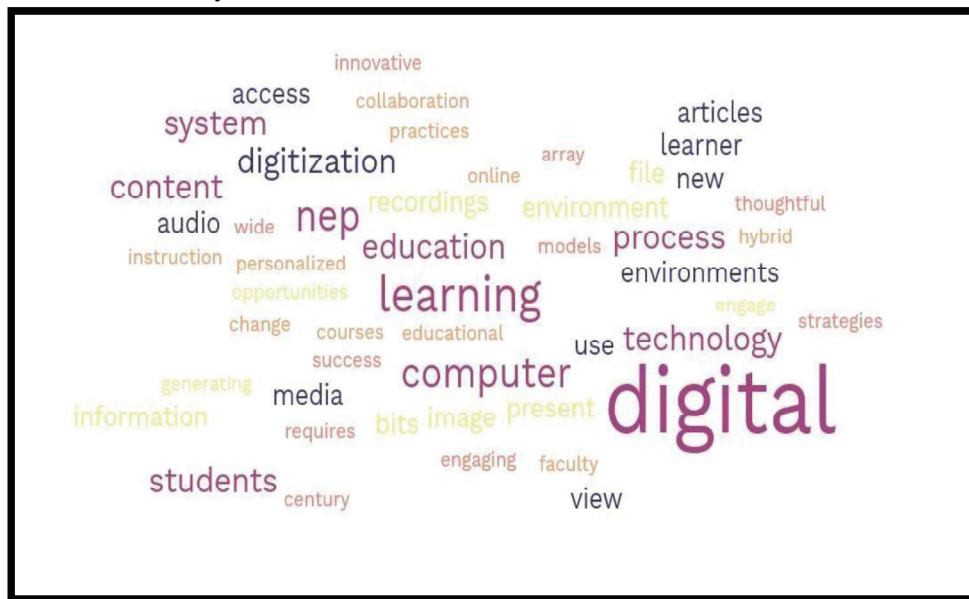 innovative
access
collaboration
articles
system
practices
learner
digitization
array
online
file
new
content
recordings
environment
thoughtful
audio
wide
nep
education
models
process
hybrid
instruction
personalized
environments
opportunities
learning
engage
change
courses
educational
use
technology
strategies
success
computer
digital
generating
media
information
requires
bits
image
present
students
engaging
faculty
century
view